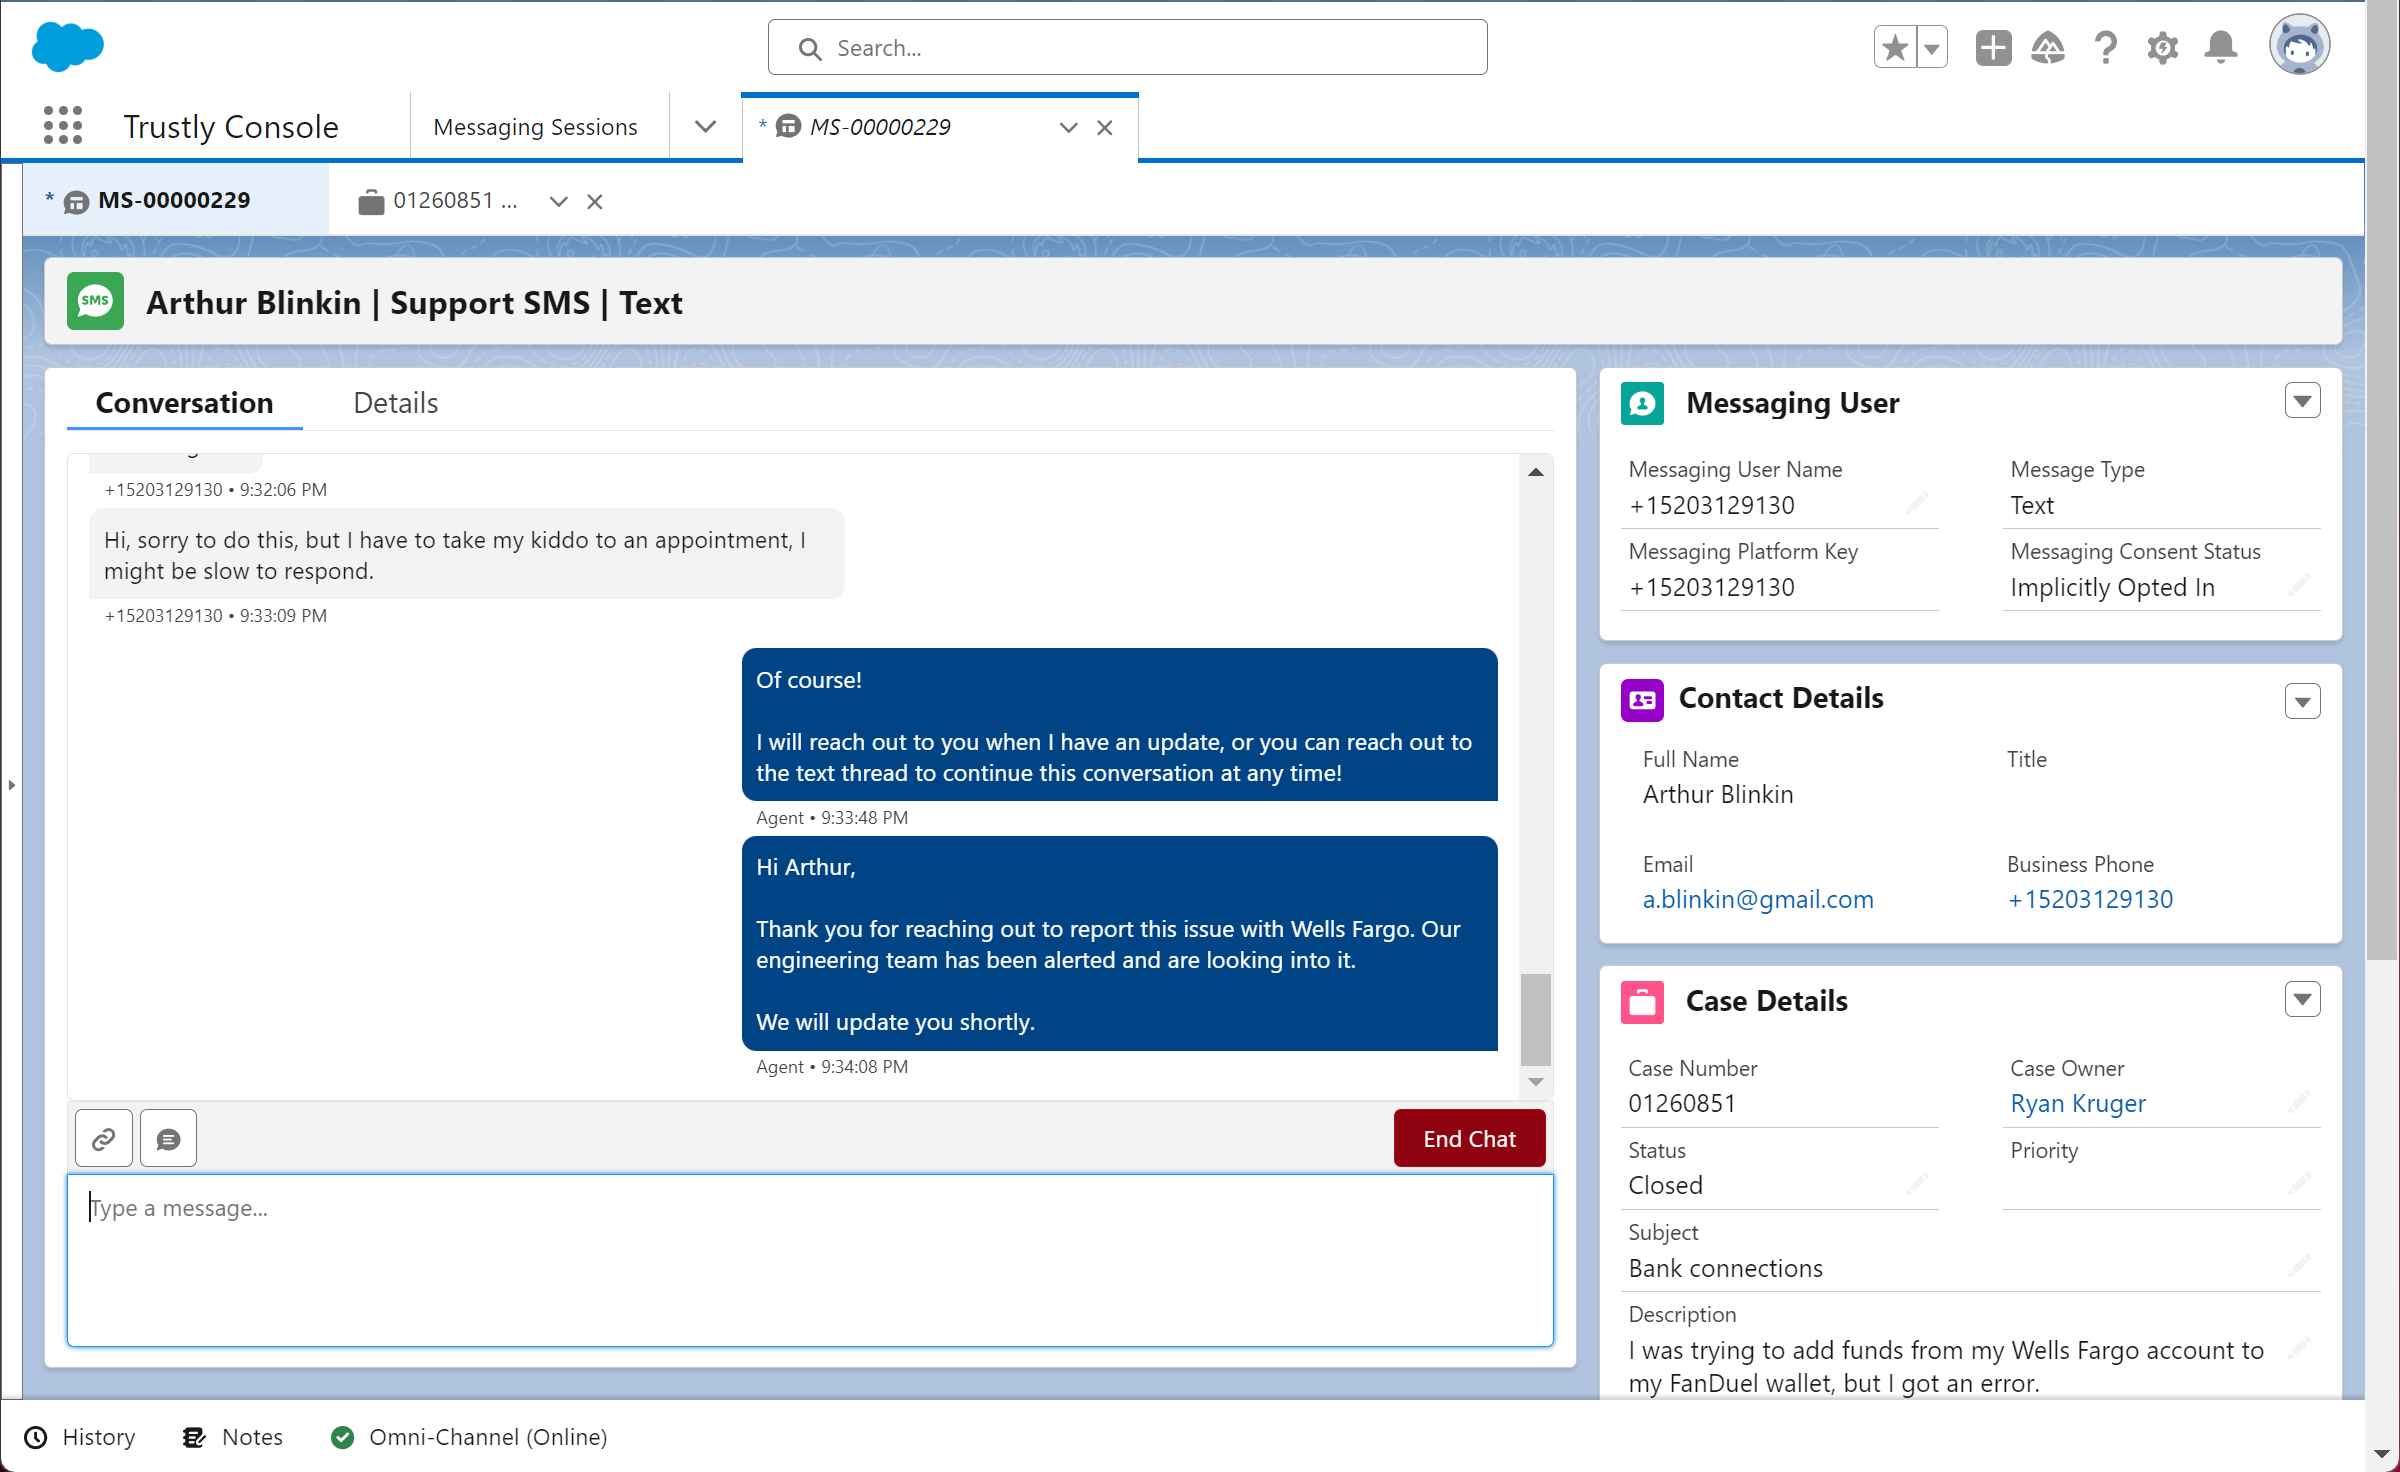 Search...
Trustly Console
Messaging Sessions
* MS-00000229
* MS-00000229
01260851 ...
SMS
Arthur Blinkin | Support SMS | Text
Conversation
Details
+15203129130 • 9:32:06 PM
Hi, sorry to do this, but I have to take my kiddo to an appointment, I
might be slow to respond.
+15203129130 • 9:33:09 PM
Of course!
I will reach out to you when I have an update, or you can reach out to
the text thread to continue this conversation at any time!
Agent • 9:33:48 PM
Hi Arthur,
Thank you for reaching out to report this issue with Wells Fargo. Our
engineering team has been alerted and are looking into it.
We will update you shortly.
Agent • 9:34:08 PM
End Chat
Type a message...
Messaging User
Messaging User Name
+15203129130
Message Type
Text
Messaging Platform Key
+15203129130
Messaging Consent Status
Implicitly Opted In
Contact Details
Full Name
Arthur Blinkin
Title
Email
a.blinkin@gmail.com
Business Phone
+15203129130
Case Details
Case Number
01260851
Case Owner
Ryan Kruger
Status
Closed
Priority
Subject
Bank connections
Description
I was trying to add funds from my Wells Fargo account to
my FanDuel wallet, but I got an error.
History
Notes
Omni-Channel (Online)